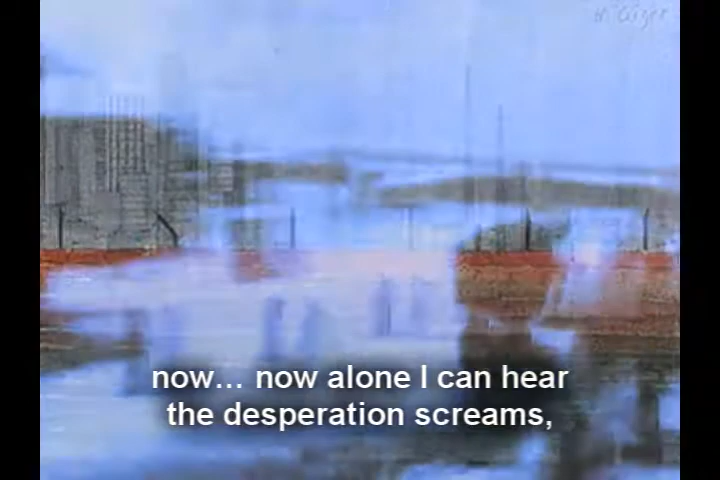 now... now alone I can hear
the desperation screams,